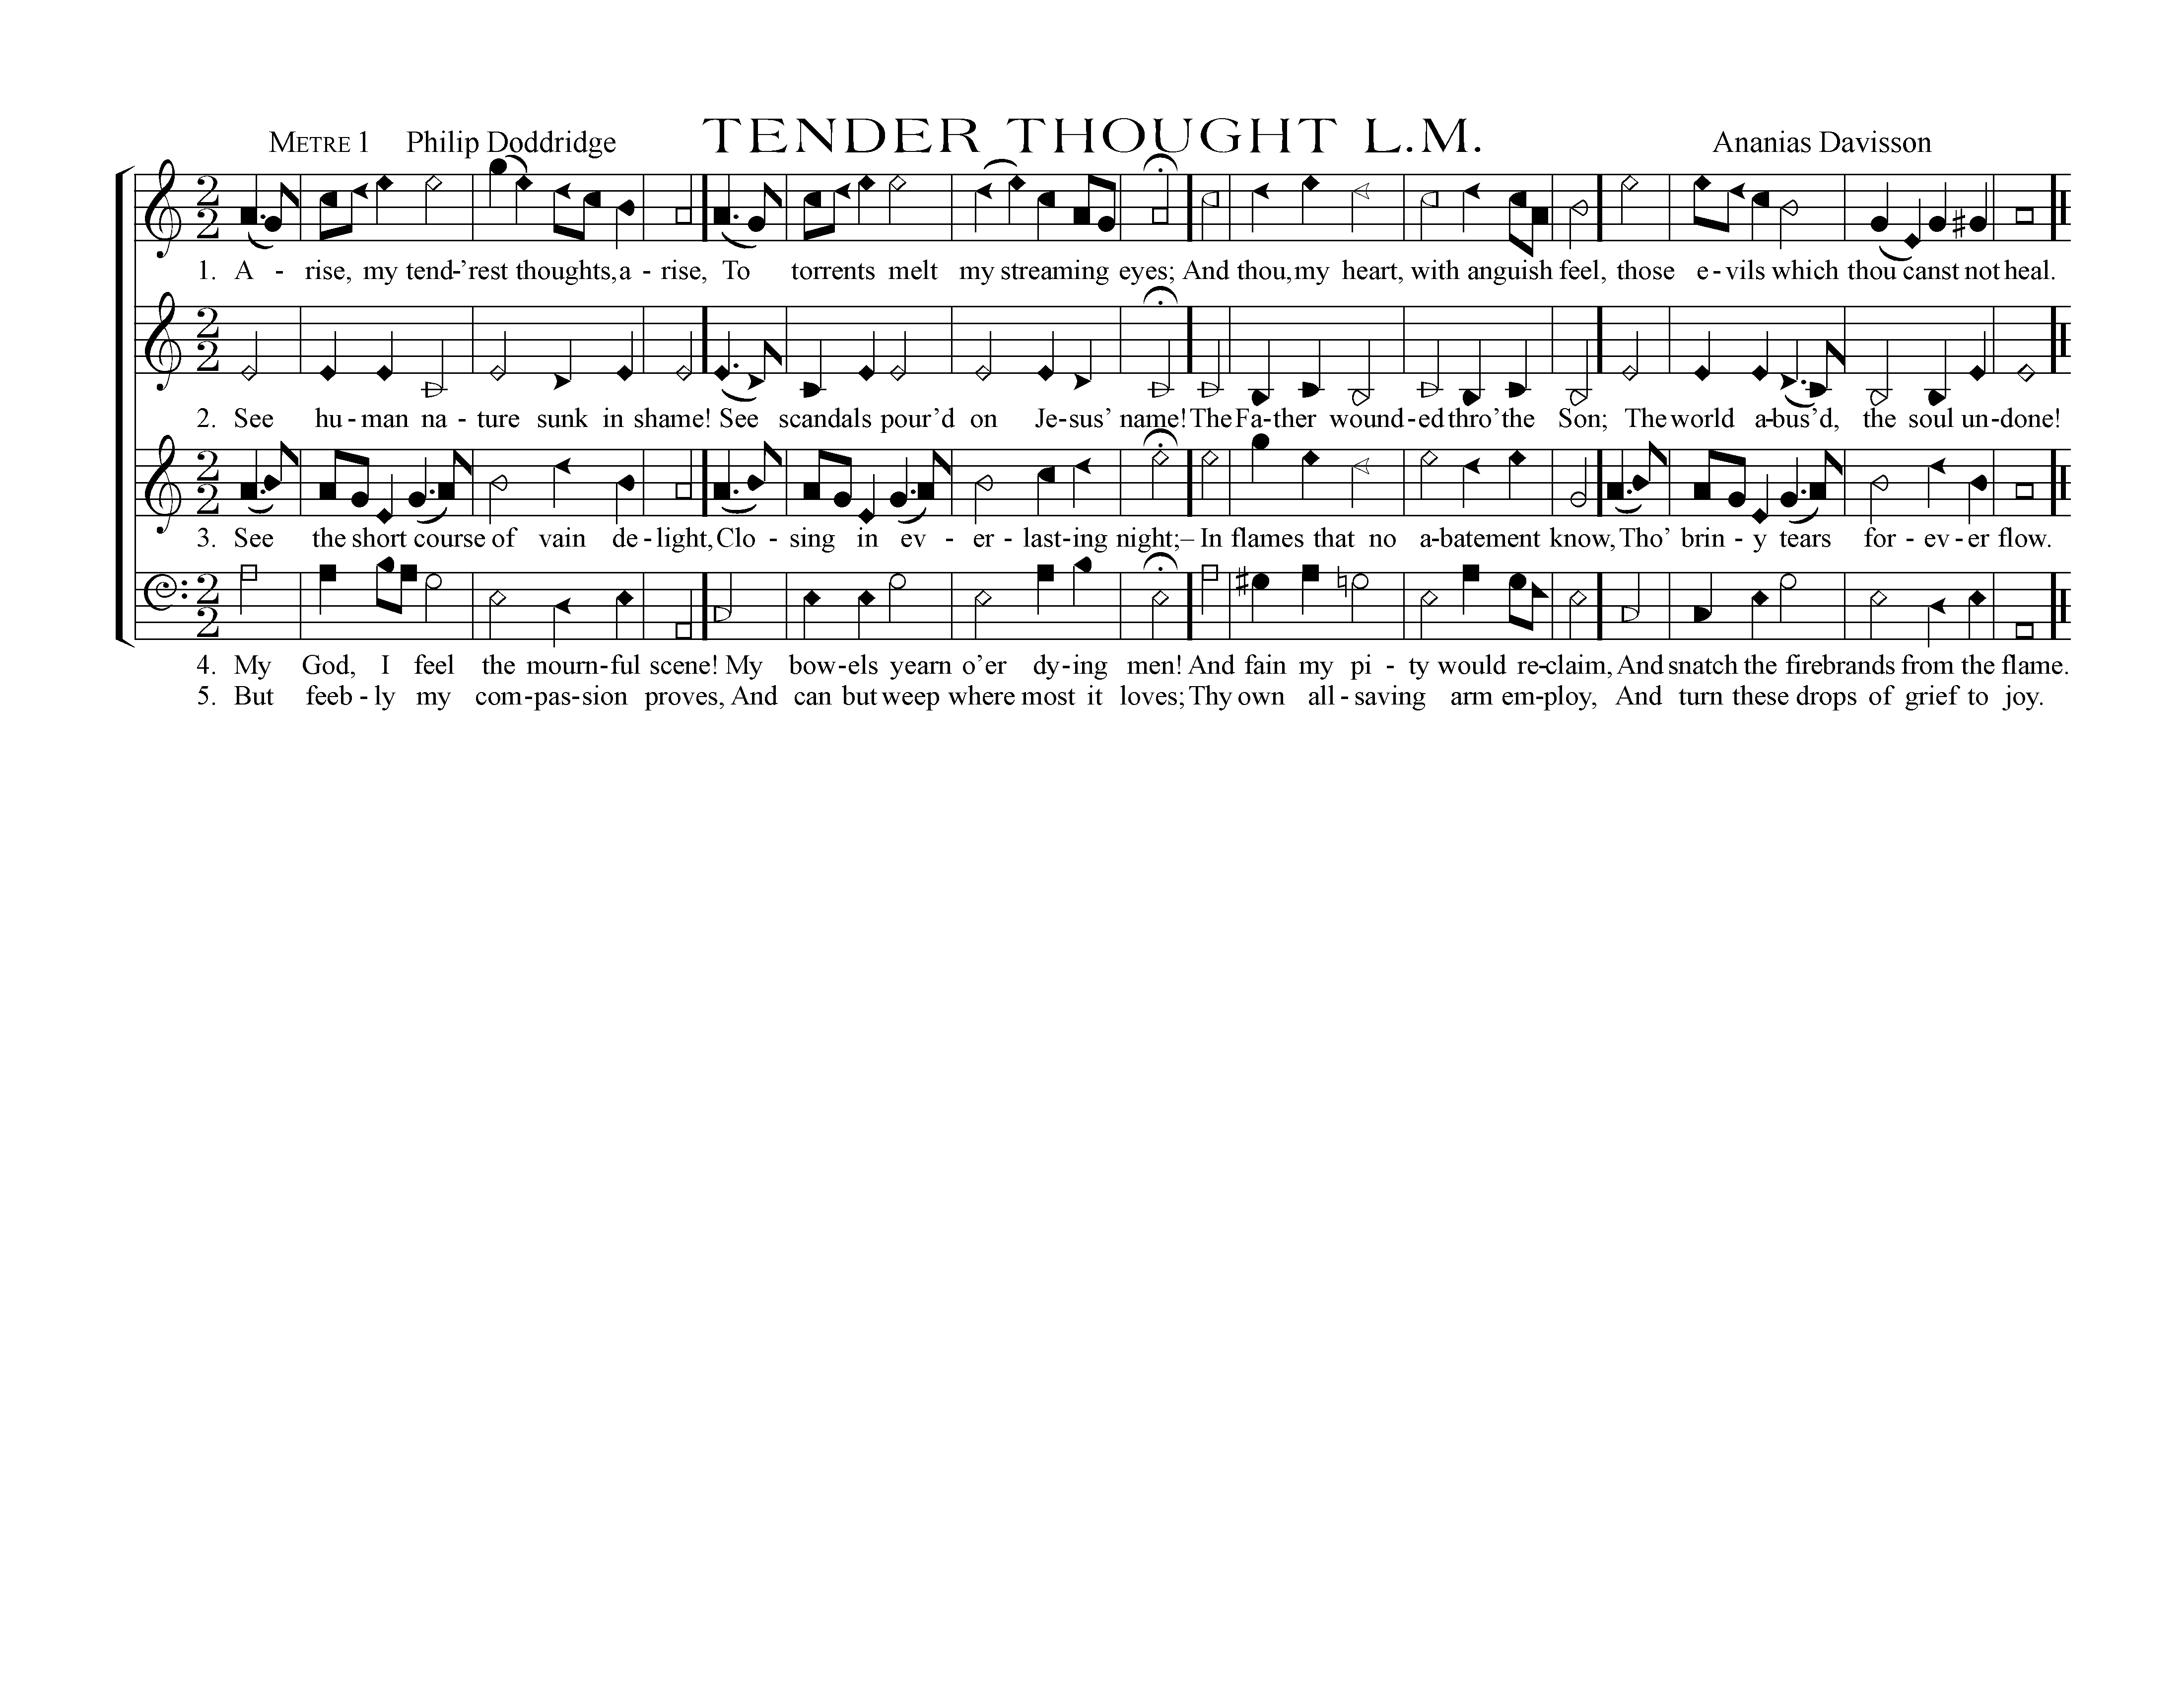 METRE 1 Philip Doddridge TENDER THOUGHT L.M. Ananias Davisson
1. A - rise, my tend-'rest thoughts, a - rise, To torrents melt my streaming eyes; And thou, my heart, with anguish feel, those e - vils which thou canst not heal.
2. See hu - man na - ture sunk in shame! See scandals pour'd on Je-sus' name! The Fa-ther wound-ed thro' the Son; The world a-bus'd, the soul un-done!
3. See the short course of vain de - light, Clo - sing in ev - er - last-ing night;– In flames that no a-batement know, Tho' brin - y tears for - ev - er flow.
4. My God, I feel the mourn-ful scene! My bow-els yearn o'er dy-ing men! And fain my pi - ty would re-claim, And snatch the firebrands from the flame.
5. But feeb - ly my com-pas-sion proves, And can but weep where most it loves; Thy own all - saving arm em-ploy, And turn these drops of grief to joy.